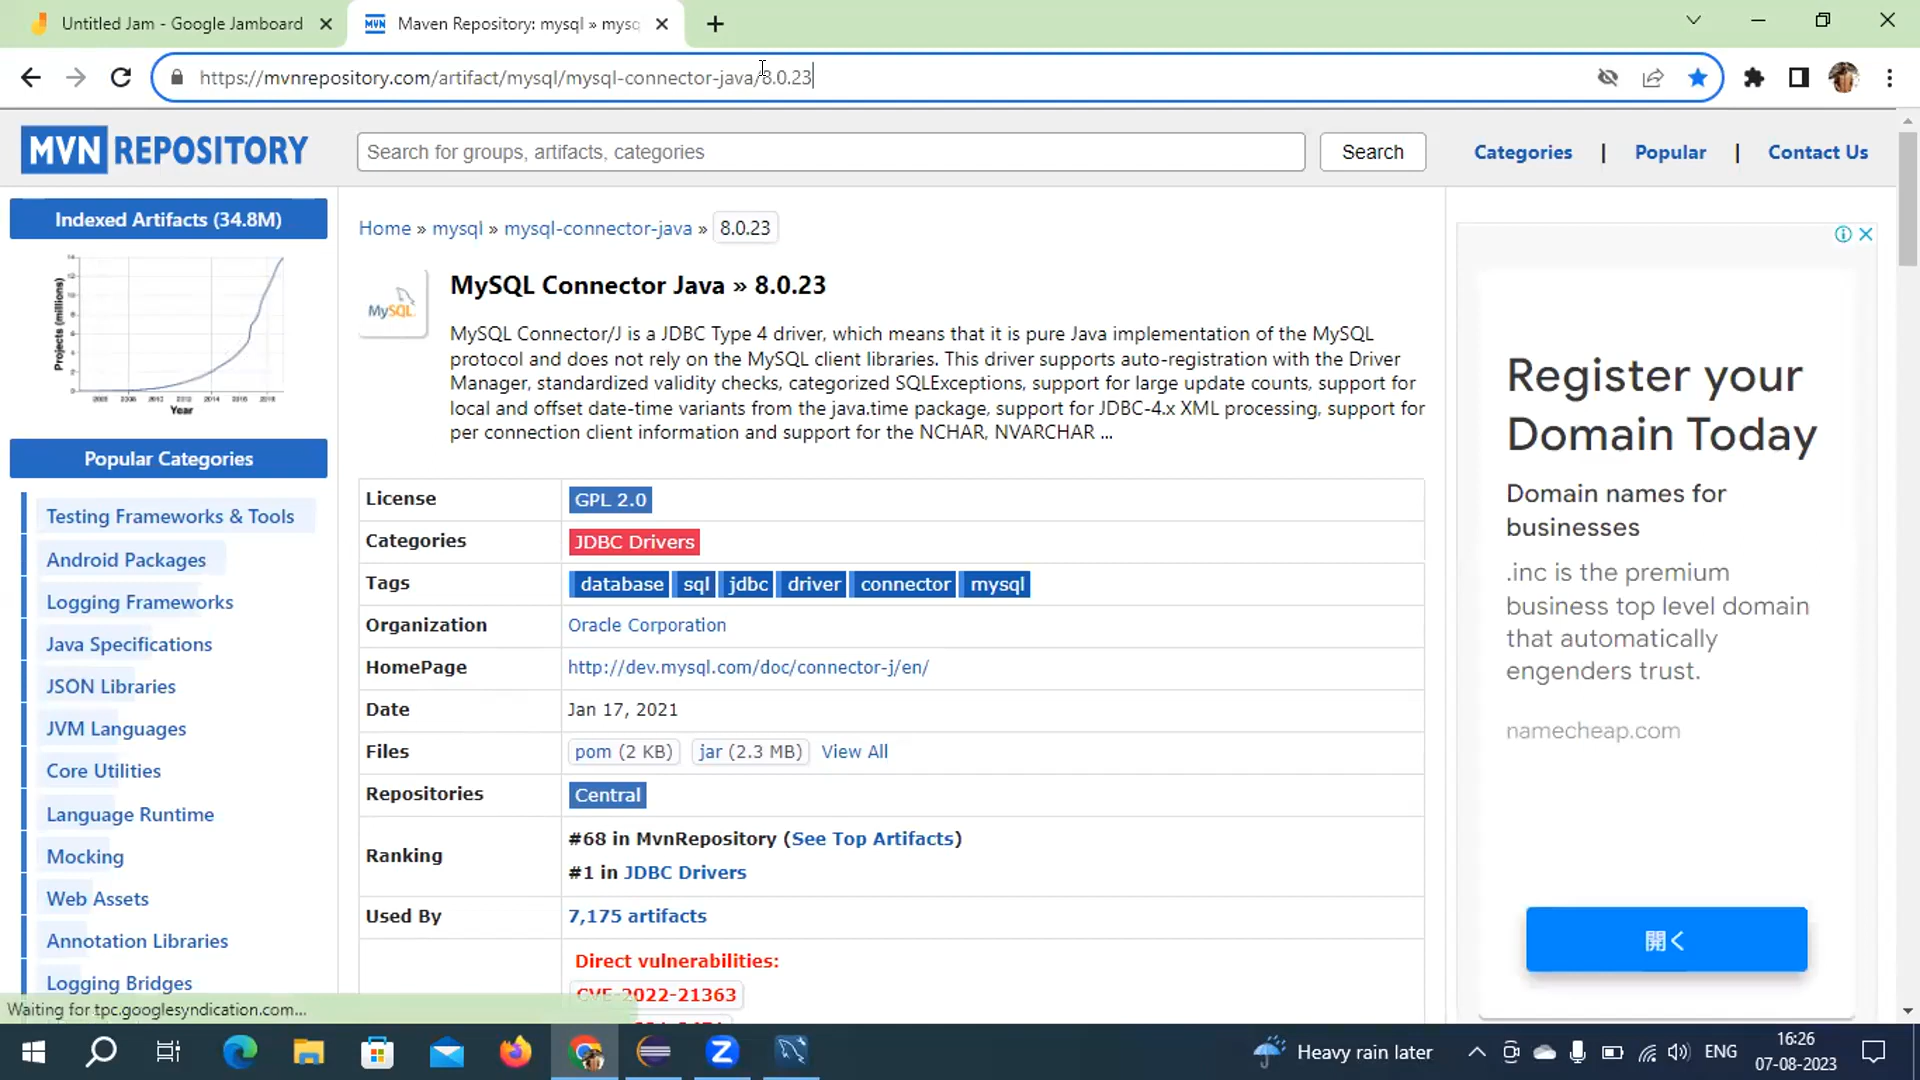 Untitled Jam - Google Jamboard
Maven Repository: mysql » mysq
https://mvnrepository.com/artifact/mysql/mysql-connector-java/8.0.23
MVN REPOSITORY
Search for groups, artifacts, categories
Search
Categories | Popular | Contact Us
Indexed Artifacts (34.8M)
Projects (millions)
Year
Popular Categories
Testing Frameworks & Tools
Android Packages
Logging Frameworks
Java Specifications
JSON Libraries
JVM Languages
Core Utilities
Language Runtime
Mocking
Web Assets
Annotation Libraries
Logging Bridges
Home » mysql » mysql-connector-java » 8.0.23
MySQL
MySQL Connector Java » 8.0.23
MySQL Connector/J is a JDBC Type 4 driver, which means that it is pure Java implementation of the MySQL
protocol and does not rely on the MySQL client libraries. This driver supports auto-registration with the Driver
Manager, standardized validity checks, categorized SQLExceptions, support for large update counts, support for
local and offset date-time variants from the java.time package, support for JDBC-4.x XML processing, support for
per connection client information and support for the NCHAR, NVARCHAR ...
License GPL 2.0
Categories JDBC Drivers
Tags database sql jdbc driver connector mysql
Organization Oracle Corporation
HomePage http://dev.mysql.com/doc/connector-j/en/
Date Jan 17, 2021
Files pom (2 KB) jar (2.3 MB) View All
Repositories Central
Ranking #68 in MvnRepository (See Top Artifacts)
#1 in JDBC Drivers
Used By 7,175 artifacts
Direct vulnerabilities:
CVE-2022-21363
Register your
Domain Today
Domain names for
businesses
.inc is the premium
business top level domain
that automatically
engenders trust.
namecheap.com
開く
Waiting for tpc.googlesyndication.com...
Heavy rain later
ENG
16:26
07-08-2023